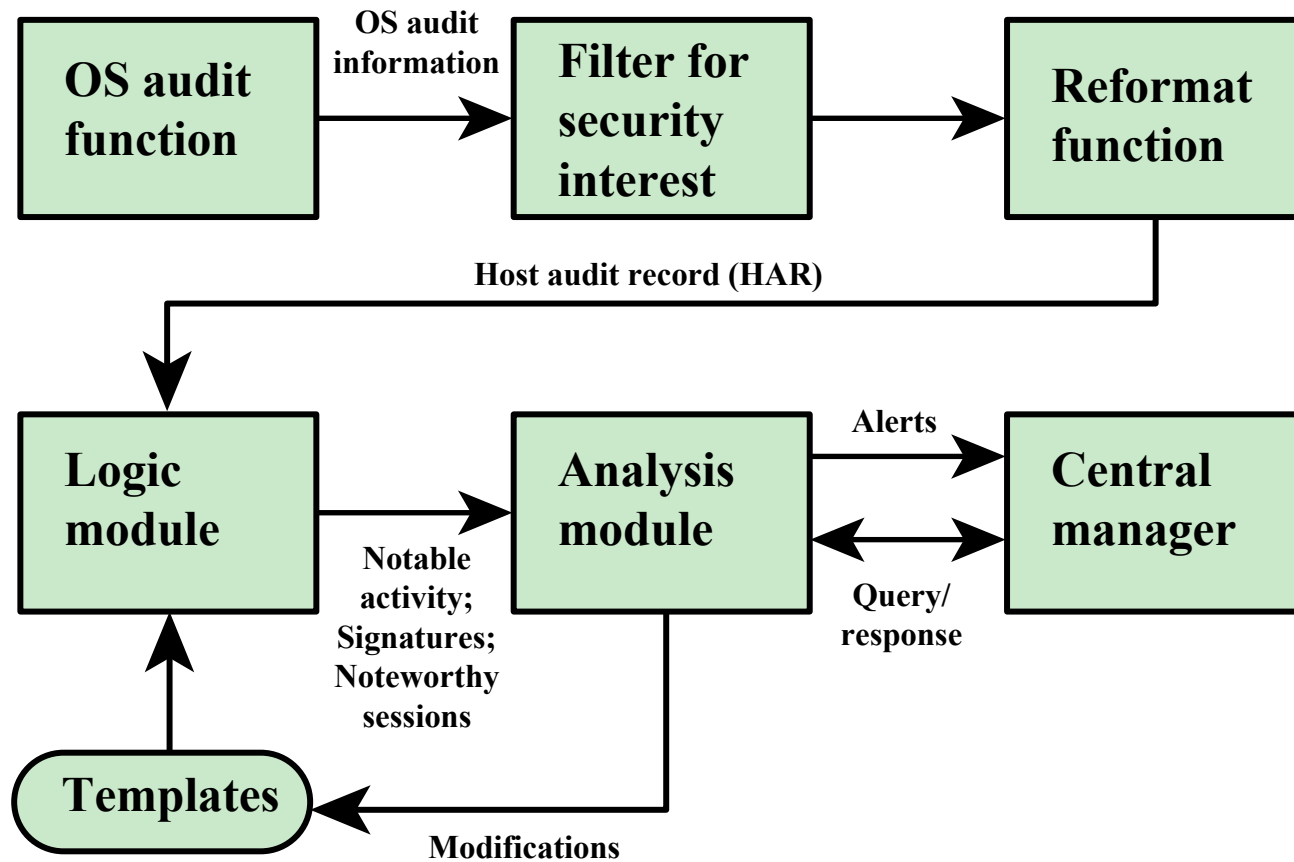 OS audit
function
OS audit
information
Filter for
security
interest
Reformat
function
Host audit record (HAR)
Logic
module
Notable
activity;
Signatures;
Noteworthy
sessions
Analysis
module
Alerts
Query/
response
Central
manager
Templates
Modifications